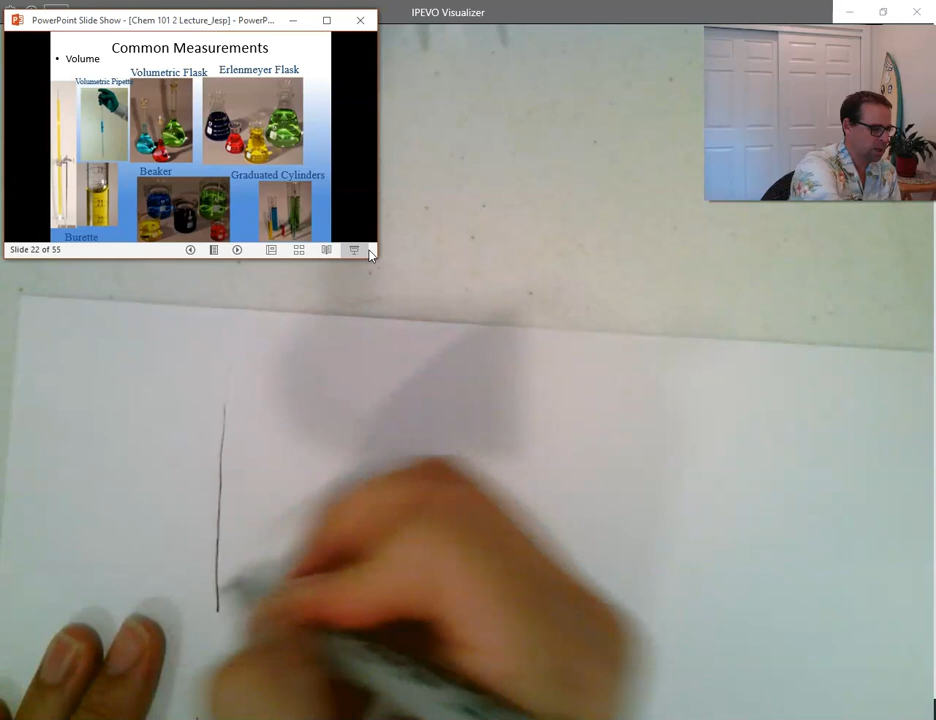 IPEVO Visualizer
PowerPoint Slide Show - [Chem 101 2 Lecture_Jesp] - PowerP...
Common Measurements
• Volume
Volumetric Flask
Erlenmeyer Flask
Volumetric Pipette
Beaker
Graduated Cylinders
Burette
Slide 22 of 55